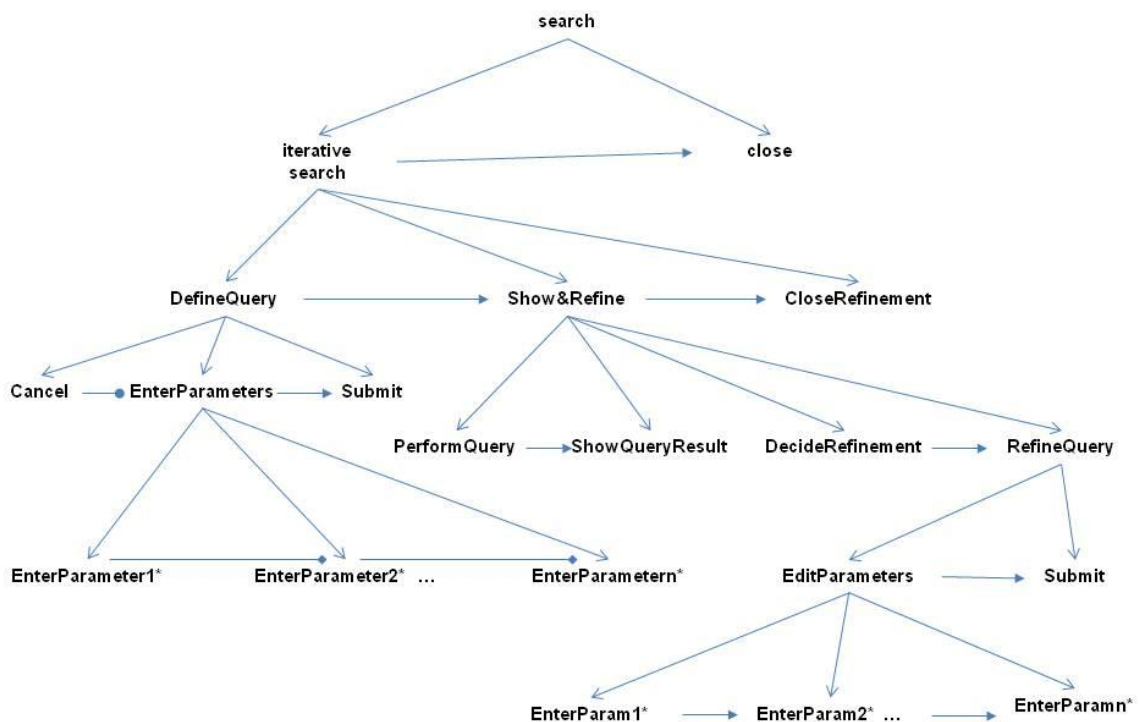 search
iterative
search
close
DefineQuery
Show&Refine
CloseRefinement
Cancel
EnterParameters
Submit
PerformQuery
ShowQueryResult
DecideRefinement
RefineQuery
EnterParameter1*
EnterParameter2* ...
EnterParametern*
EditParameters
Submit
EnterParam1*
EnterParam2* ...
EnterParamn*